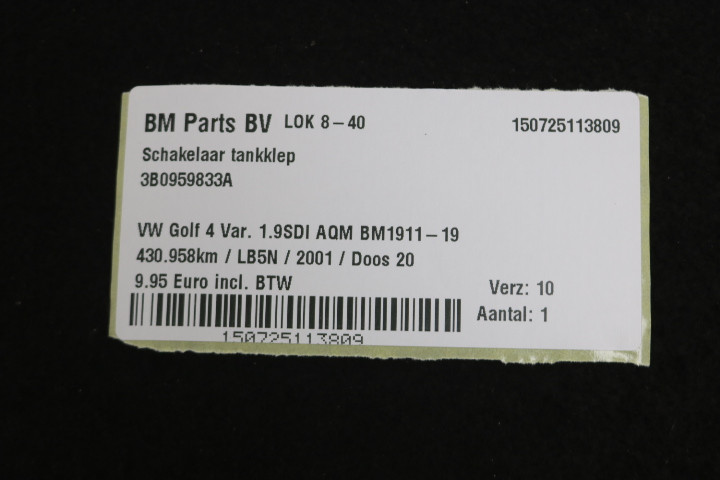 BM Parts BV LOK 8-40 150725113809
Schakelaar tankklep
3B0959833A
VW Golf 4 Var. 1.9SDI AQM BM1911-19
430.958km / LB5N / 2001 / Doos 20
9.95 Euro incl. BTW
Verz: 10
Aantal: 1
150725113809